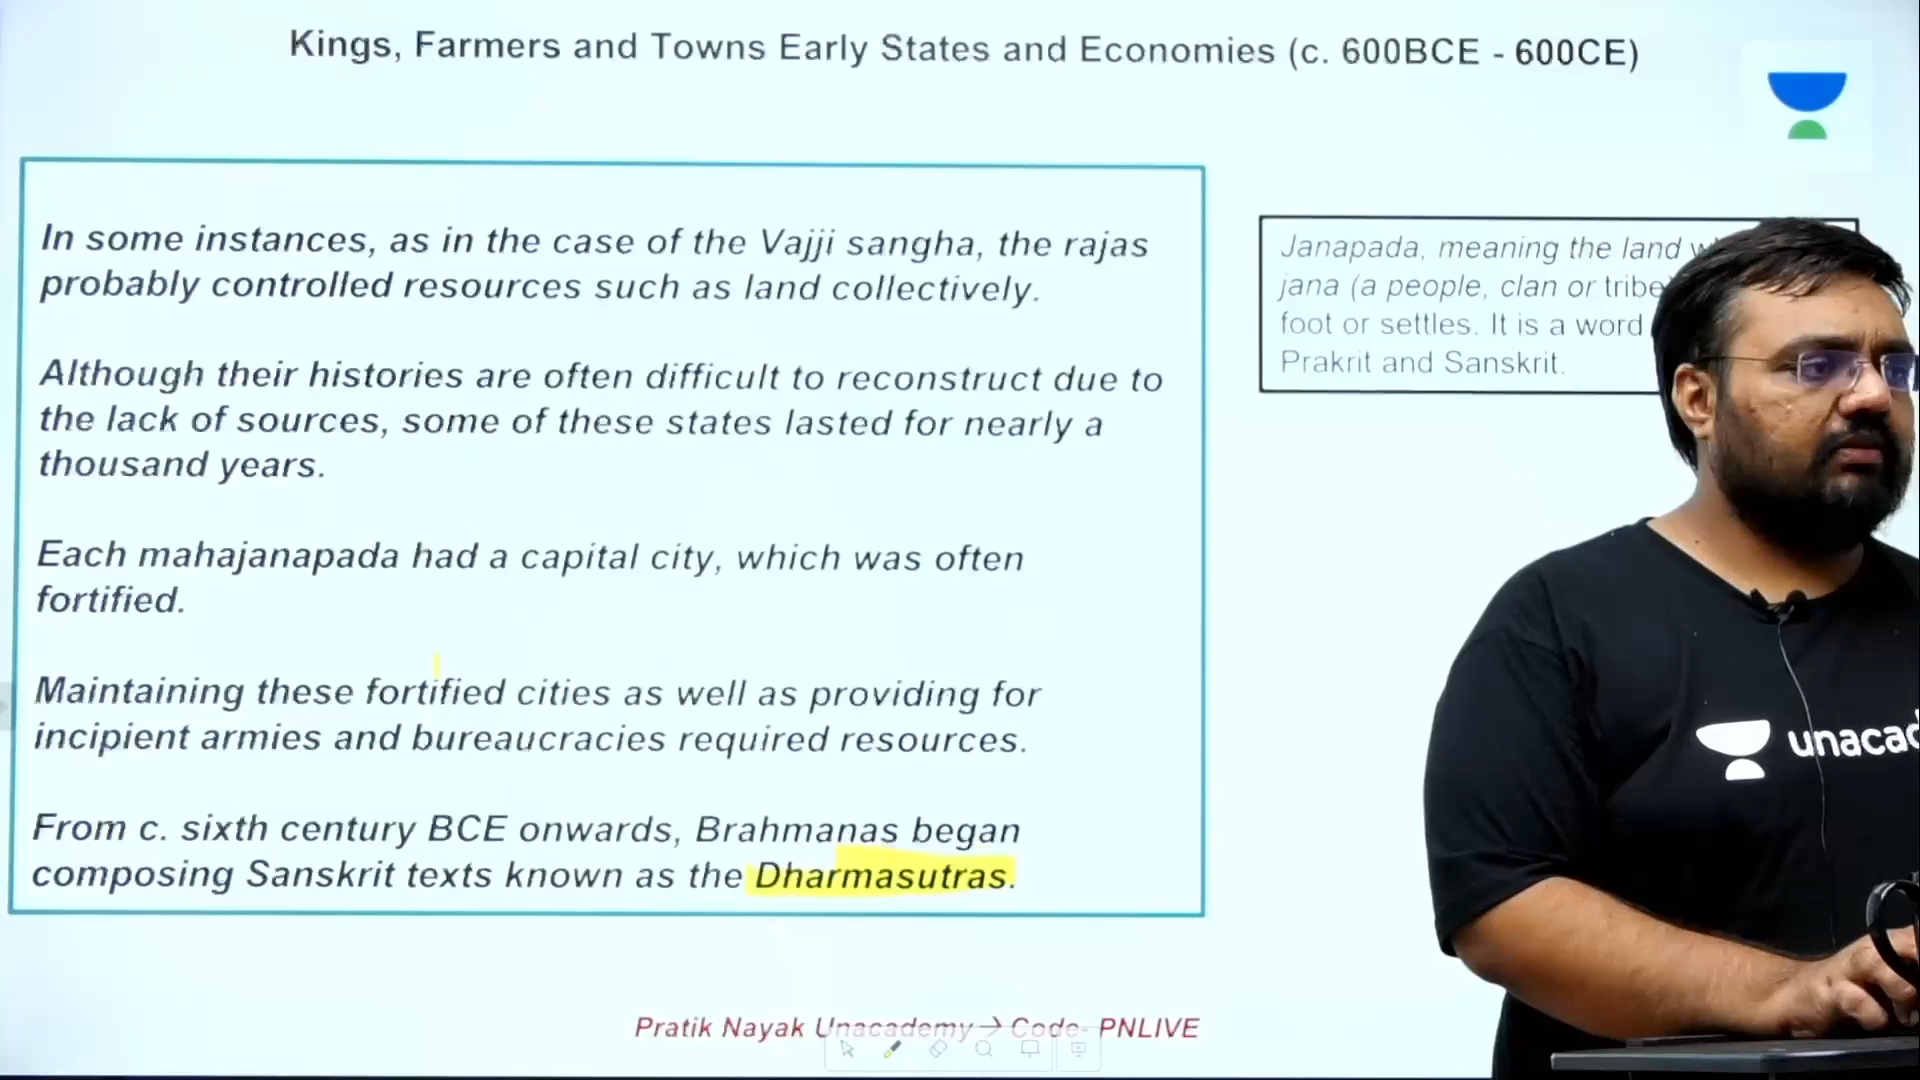 Kings, Farmers and Towns Early States and Economies (c. 600BCE - 600CE)
In some instances, as in the case of the Vajji sangha, the rajas
probably controlled resources such as land collectively.
Although their histories are often difficult to reconstruct due to
the lack of sources, some of these states lasted for nearly a
thousand years.
Each mahajanapada had a capital city, which was often
fortified.
Maintaining these fortified cities as well as providing for
incipient armies and bureaucracies required resources.
From c. sixth century BCE onwards, Brahmanas began
composing Sanskrit texts known as the Dharmasutras.
Janapada, meaning the land
jana (a people, clan or tribe
foot or settles. It is a word
Prakrit and Sanskrit.
unacad
Pratik Nayak Unacademy → Code- PNLIVE